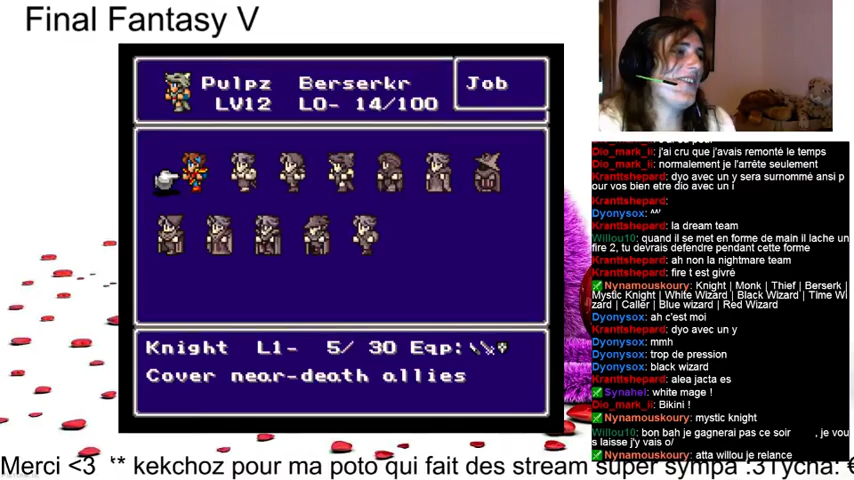 Final Fantasy V
Pulpz Berserkr
LV12 L0- 14/100
Job
Knight L1- 5/ 30 Eqp:
Cover near-death allies
Dio_mark_ii: j'ai cru que j'avais remonté le temps
Dio_mark_ii: normalement je l'arrête seulement
Kranttshepard: dyo avec un y sera surnommé ansi p
our vos bien etre dio avec un i
Kranttshepard:
Dyonysox: ^^'
Kranttshepard: la dream team
Willou10: quand il se met en forme de main il lache un
fire 2, tu devrais defendre pendant cette forme
Kranttshepard: ah non la nightmare team
Kranttshepard: fire t est givré
Nynamouskoury: Knight | Monk | Thief | Berserk |
Mystic Knight | White Wizard | Black Wizard | Time Wi
zard | Caller | Blue wizard | Red Wizard
Dyonysox: ah c'est moi
Kranttshepard: dyo avec un y
Dyonysox: mmh
Dyonysox: trop de pression
Dyonysox: black wizard
Kranttshepard: alea jacta es
Synahel: white mage !
Dio_mark_ii: Bikini !
Nynamouskoury: mystic knight
Willou10: bon bah je gagnerai pas ce soir , je vou
s laisse j'y vais o/
Nynamouskoury: atta willou je relance
Merci <3 ** kekchoz pour ma poto qui fait des stream super sympa :3Tycha: €